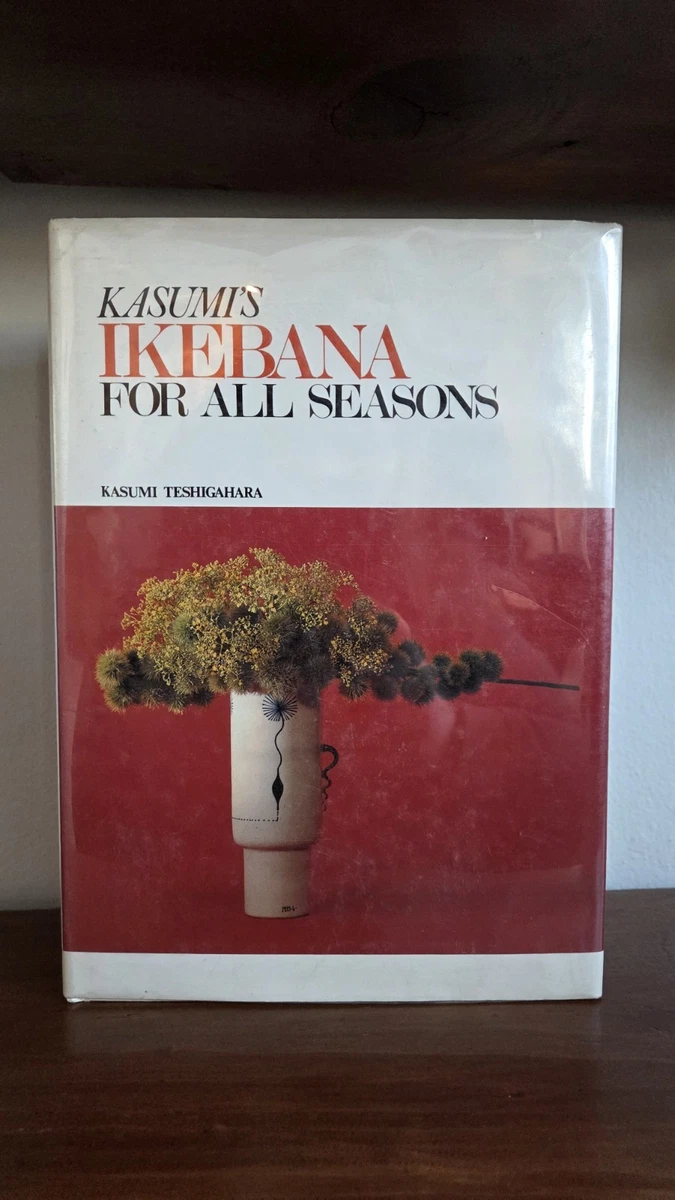 KASUMI'S
IKEBANA
FOR ALL SEASONS
KASUMI TESHIGAHARA